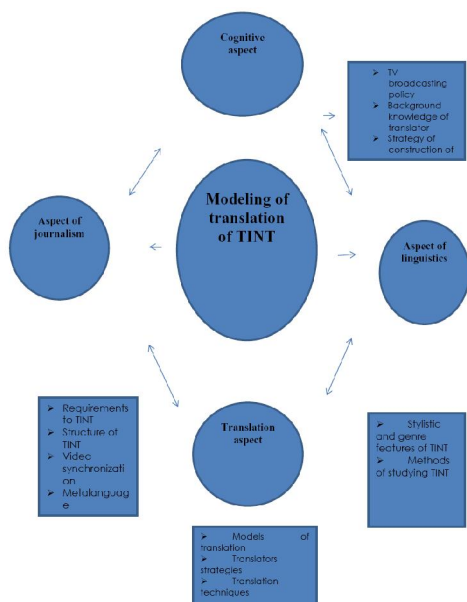 Cognitive
aspect
➤ TV
broadcasting
policy
➤ Background
knowledge of
translator
➤ Strategy of
construction of
Modeling of
translation
of TINT
Aspect of
journalism
Aspect of
linguistics
Translation
aspect
➤ Requirements
to TINT
➤ Structure of
TINT
➤ Video
synchronizati
on
➤ Metalanguag
e
➤ Stylistic
and genre
features of TINT
➤ Methods
of studying TINT
➤ Models of
translation
➤ Translators
strategies
➤ Translation
techniques